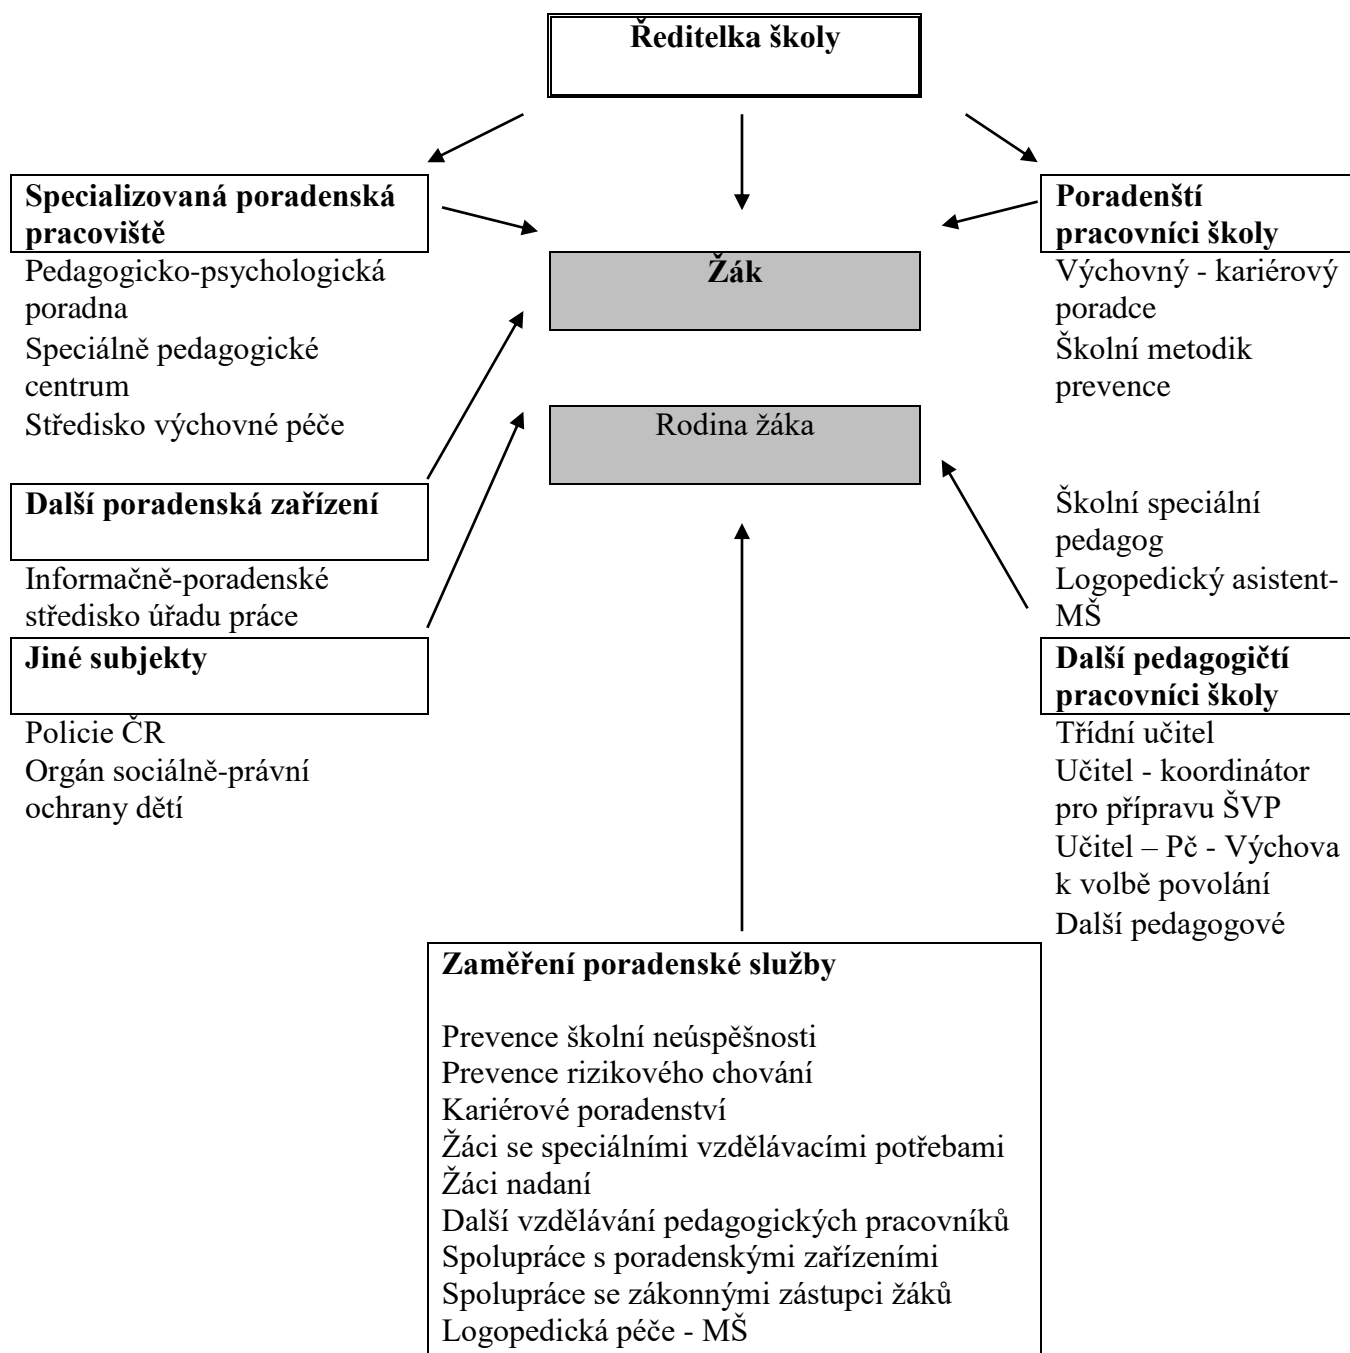 Ředitelka školy
Specializovaná poradenská
pracoviště
Pedagogicko-psychologická
poradna
Speciálně pedagogické
centrum
Středisko výchovné péče
Další poradenská zařízení
Informačně-poradenské
středisko úřadu práce
Jiné subjekty
Policie ČR
Orgán sociálně-právní
ochrany dětí
Žák
Rodina žáka
Poradenští
pracovníci školy
Výchovný - kariérový
poradce
Školní metodik
prevence
Školní speciální
pedagog
Logopedický asistent-
MŠ
Další pedagogičtí
pracovníci školy
Třídní učitel
Učitel - koordinátor
pro přípravu ŠVP
Učitel – Pč - Výchova
k volbě povolání
Další pedagogové
Zaměření poradenské služby
Prevence školní neúspěšnosti
Prevence rizikového chování
Kariérové poradenství
Žáci se speciálními vzdělávacími potřebami
Žáci nadaní
Další vzdělávání pedagogických pracovníků
Spolupráce s poradenskými zařízeními
Spolupráce se zákonnými zástupci žáků
Logopedická péče - MŠ